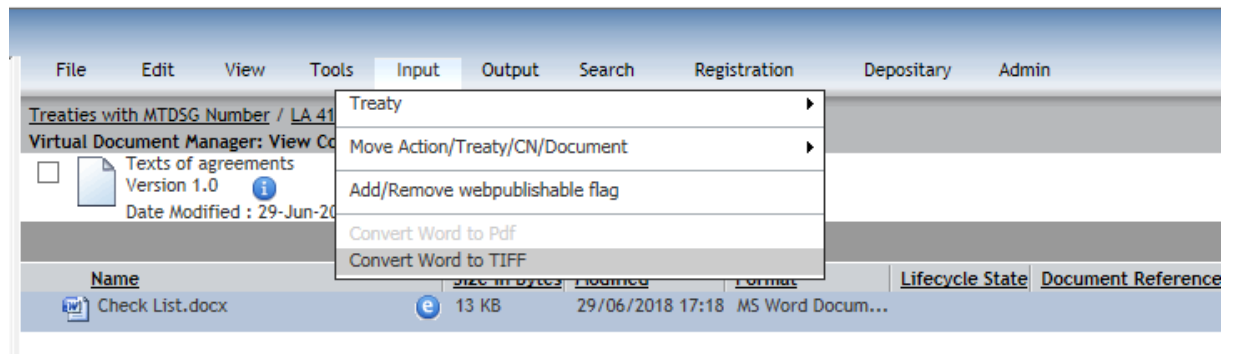 File Edit View Tools Input Output Search Registration Depositary Admin
Treaties with MTDSG Number / LA 41
Treaty
Virtual Document Manager: View Co
Move Action/Treaty/CN/Document
Texts of agreements
Version 1.0
Add/Remove webpublishable flag
Date Modified : 29-Jun-20
Convert Word to Pdf
Convert Word to TIFF
Name Size in Bytes Modified Format Lifecycle State Document Reference
Check List.docx 13 KB 29/06/2018 17:18 MS Word Docum...